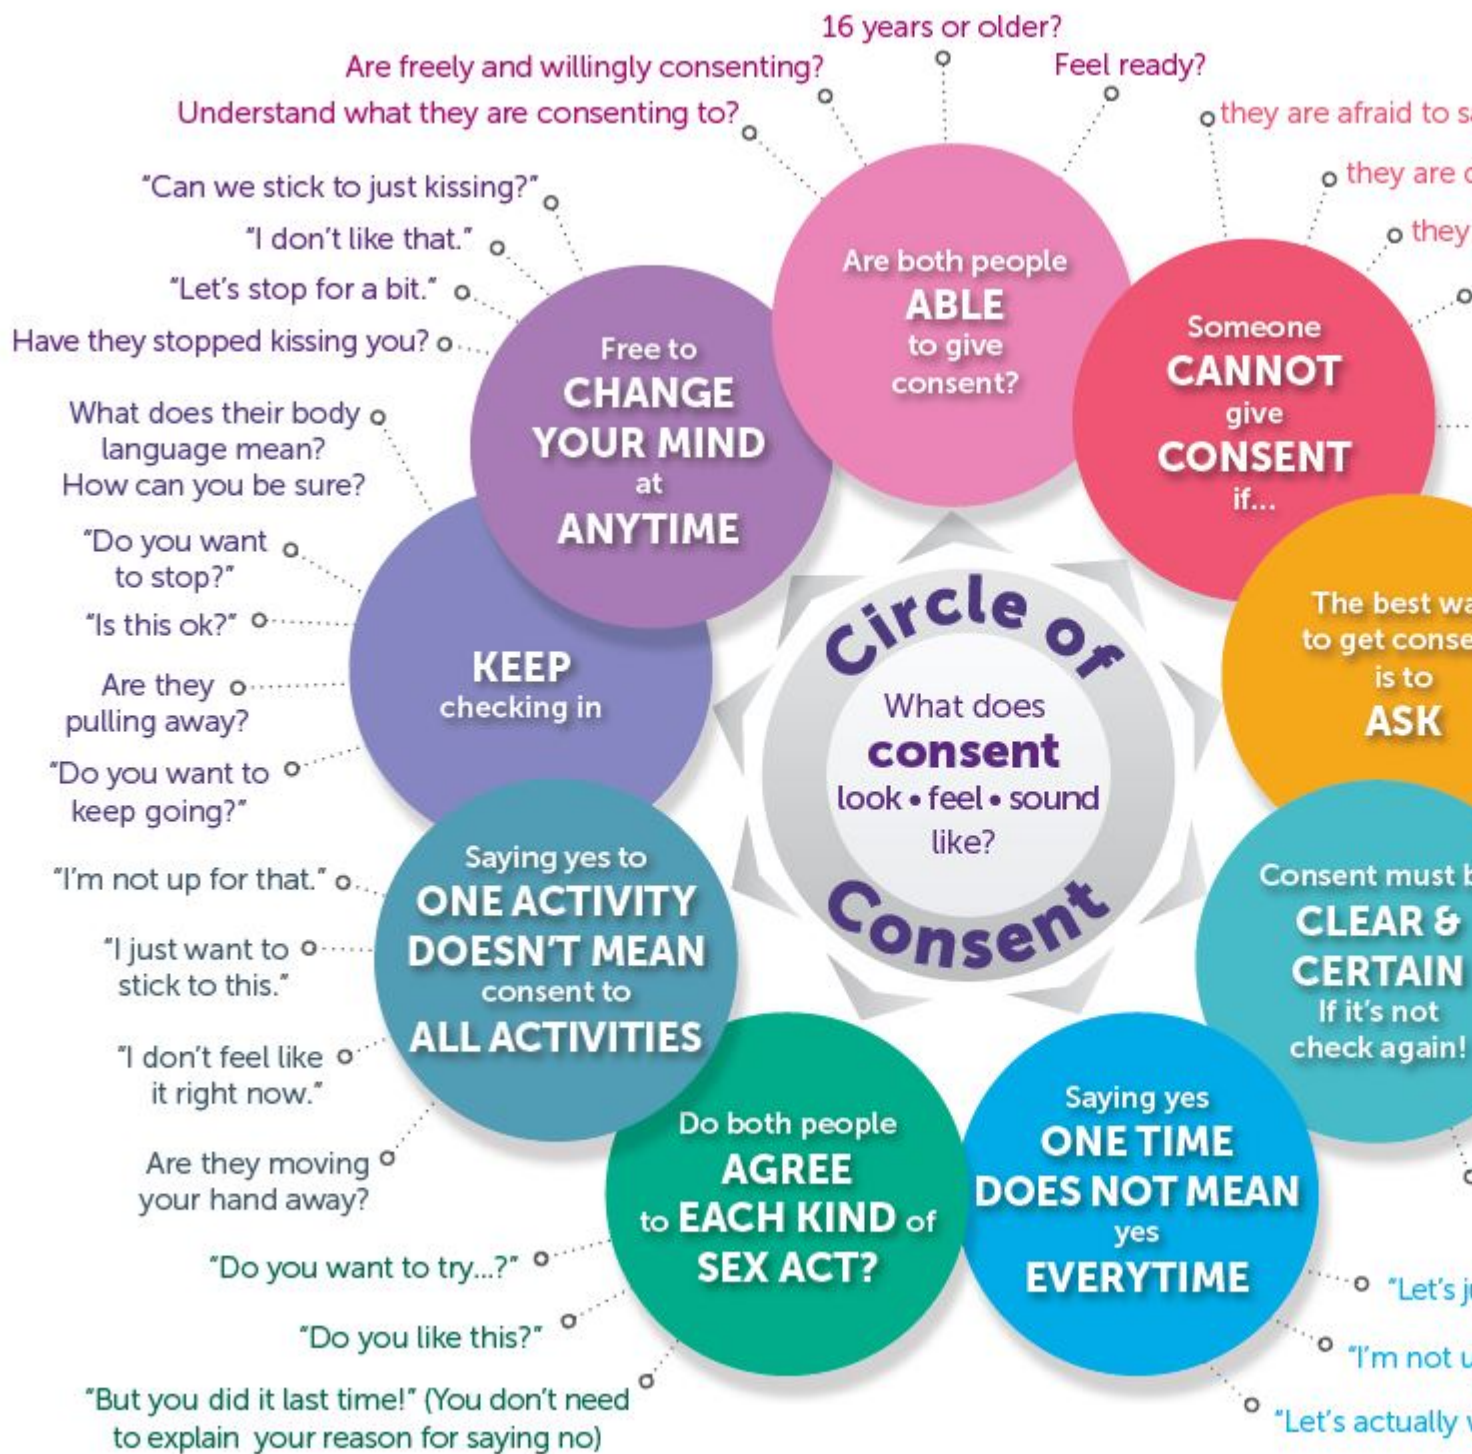 16 years or older?
Are freely and willingly consenting?
Feel ready?
Understand what they are consenting to?
they are afraid to
they are
they
"Can we stick to just kissing?"
"I don't like that."
"Let's stop for a bit."
Have they stopped kissing you?
What does their body
language mean?
How can you be sure?
"Do you want
to stop?"
"Is this ok?"
Are they
pulling away?
"Do you want to
keep going?"
"I'm not up for that."
"I just want to
stick to this."
"I don't feel like
it right now."
Are they moving
your hand away?
"Do you want to try...?"
"Do you like this?"
"But you did it last time!" (You don't need
to explain your reason for saying no)
Are both people
ABLE
to give
consent?
Someone
CANNOT
give
CONSENT
if...
The best
to get
is to
ASK
Consent must
CLEAR &
CERTAIN
If it's not
check again!
Saying yes
ONE TIME
DOES NOT MEAN
yes
EVERYTIME
"Let's
"I'm not
"Let's actually
Do both people
AGREE
to EACH KIND of
SEX ACT?
Saying yes to
ONE ACTIVITY
DOESN'T MEAN
consent to
ALL ACTIVITIES
KEEP
checking in
Free to
CHANGE
YOUR MIND
at
ANYTIME
Circle of
What does
consent
look • feel • sound
like?
Consent